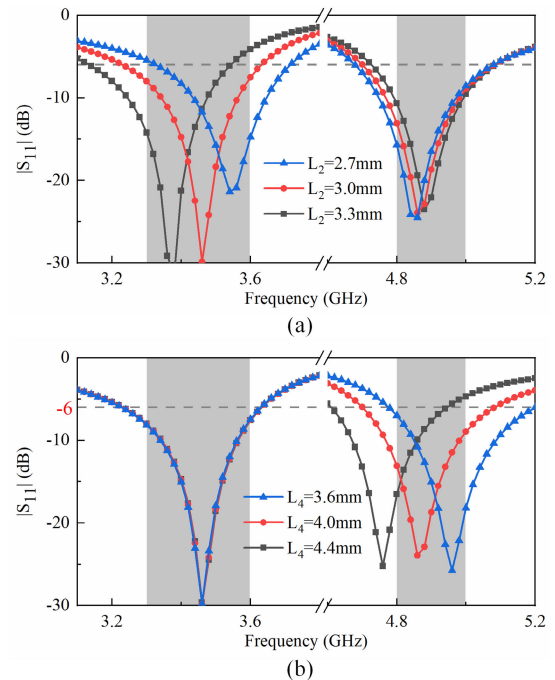 0
-10
-20
-30
|S₁₁| (dB)
L₂=2.7mm
L₂=3.0mm
L₂=3.3mm
3.2 3.6 4.8 5.2
Frequency (GHz)
(a)
0
-6
-10
-20
-30
|S₁₁| (dB)
L₄=3.6mm
L₄=4.0mm
L₄=4.4mm
3.2 3.6 4.8 5.2
Frequency (GHz)
(b)